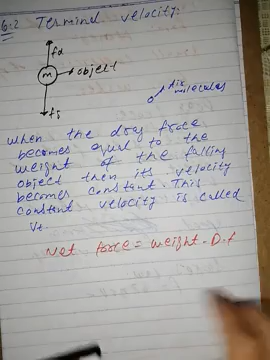 6.2 Terminal velocity:
fd
m
object
Air
molecules
fg
when the drag force
becomes equal to the
weight of the falling
object then its velocity
becomes constant. This
constant velocity is called
Vt
Net force = weight - D.f